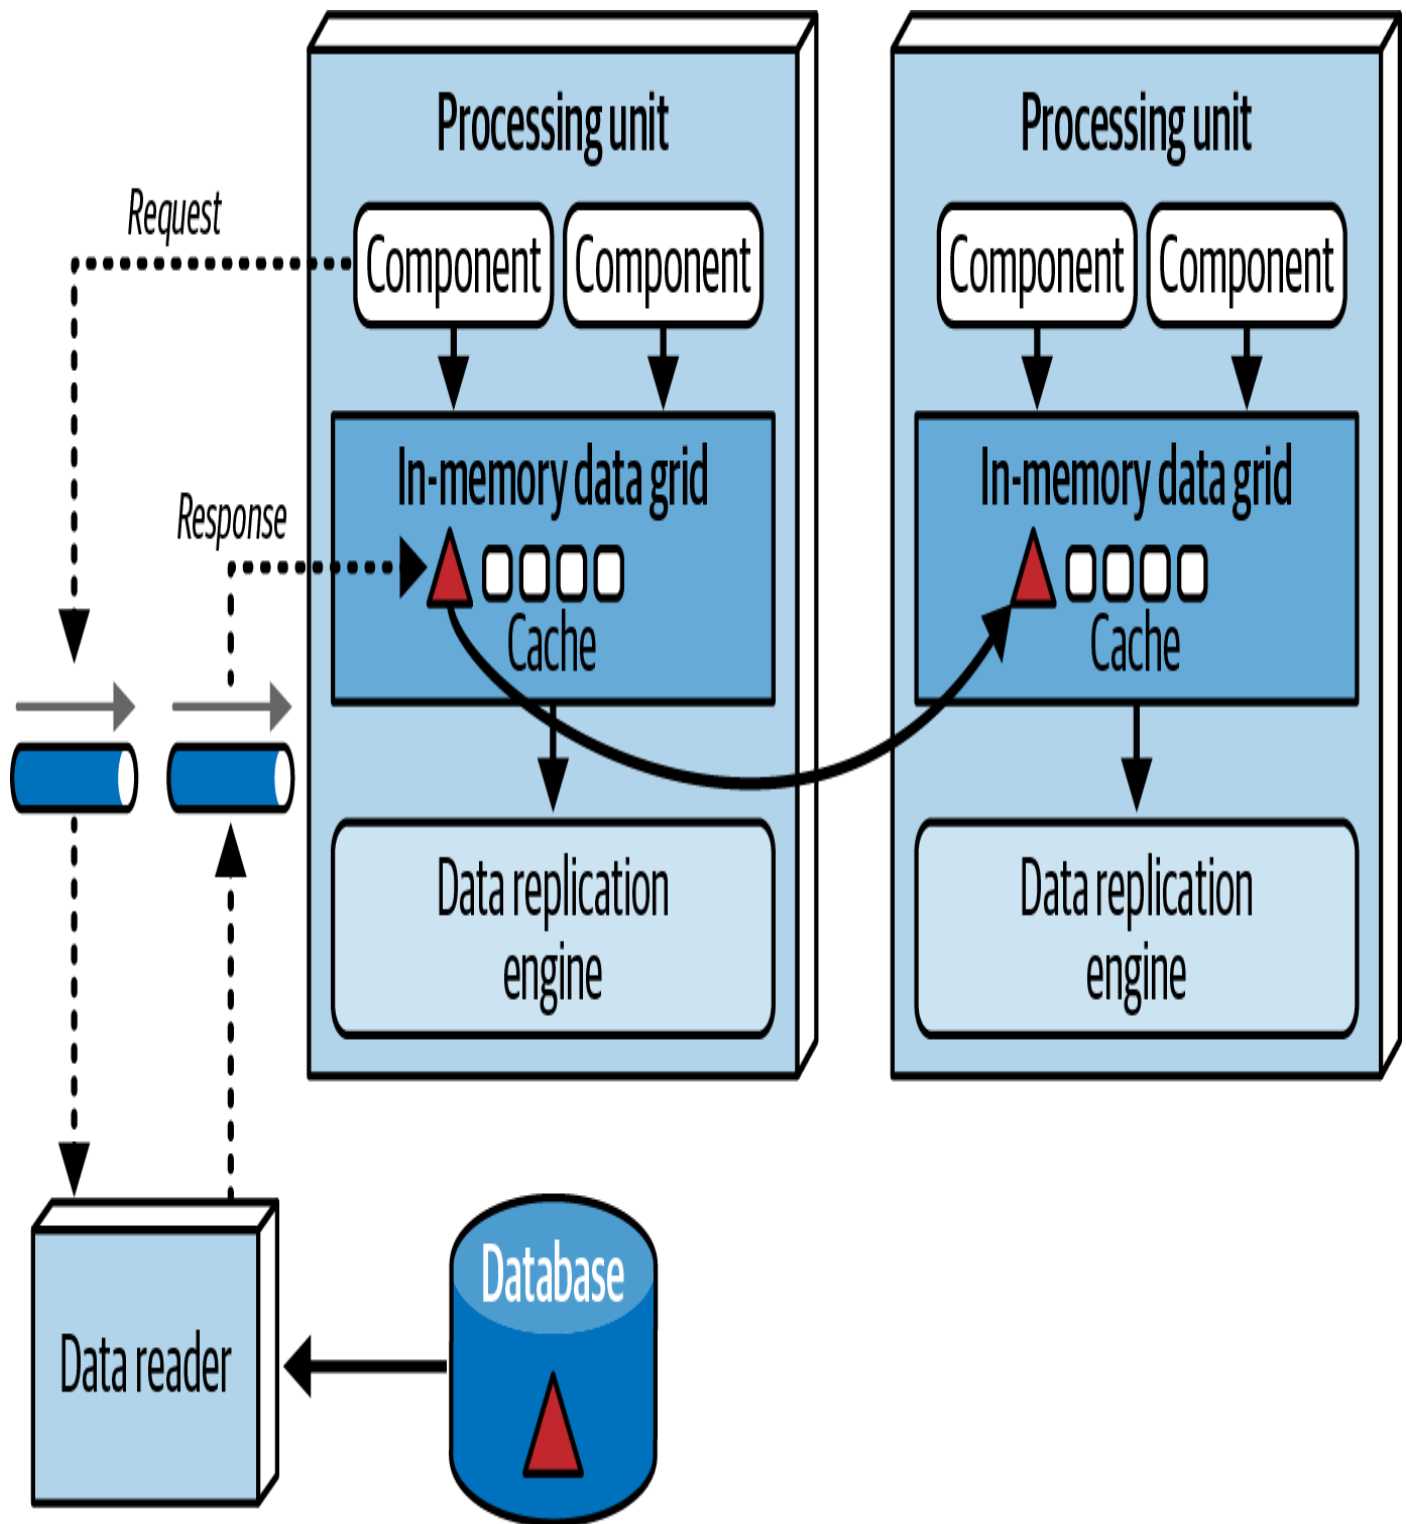 Processing unit
Processing unit
Request
Component
Component
Component
Component
In-memory data grid
In-memory data grid
Response
Cache
Cache
Data replication
engine
Data replication
engine
Database
Data reader